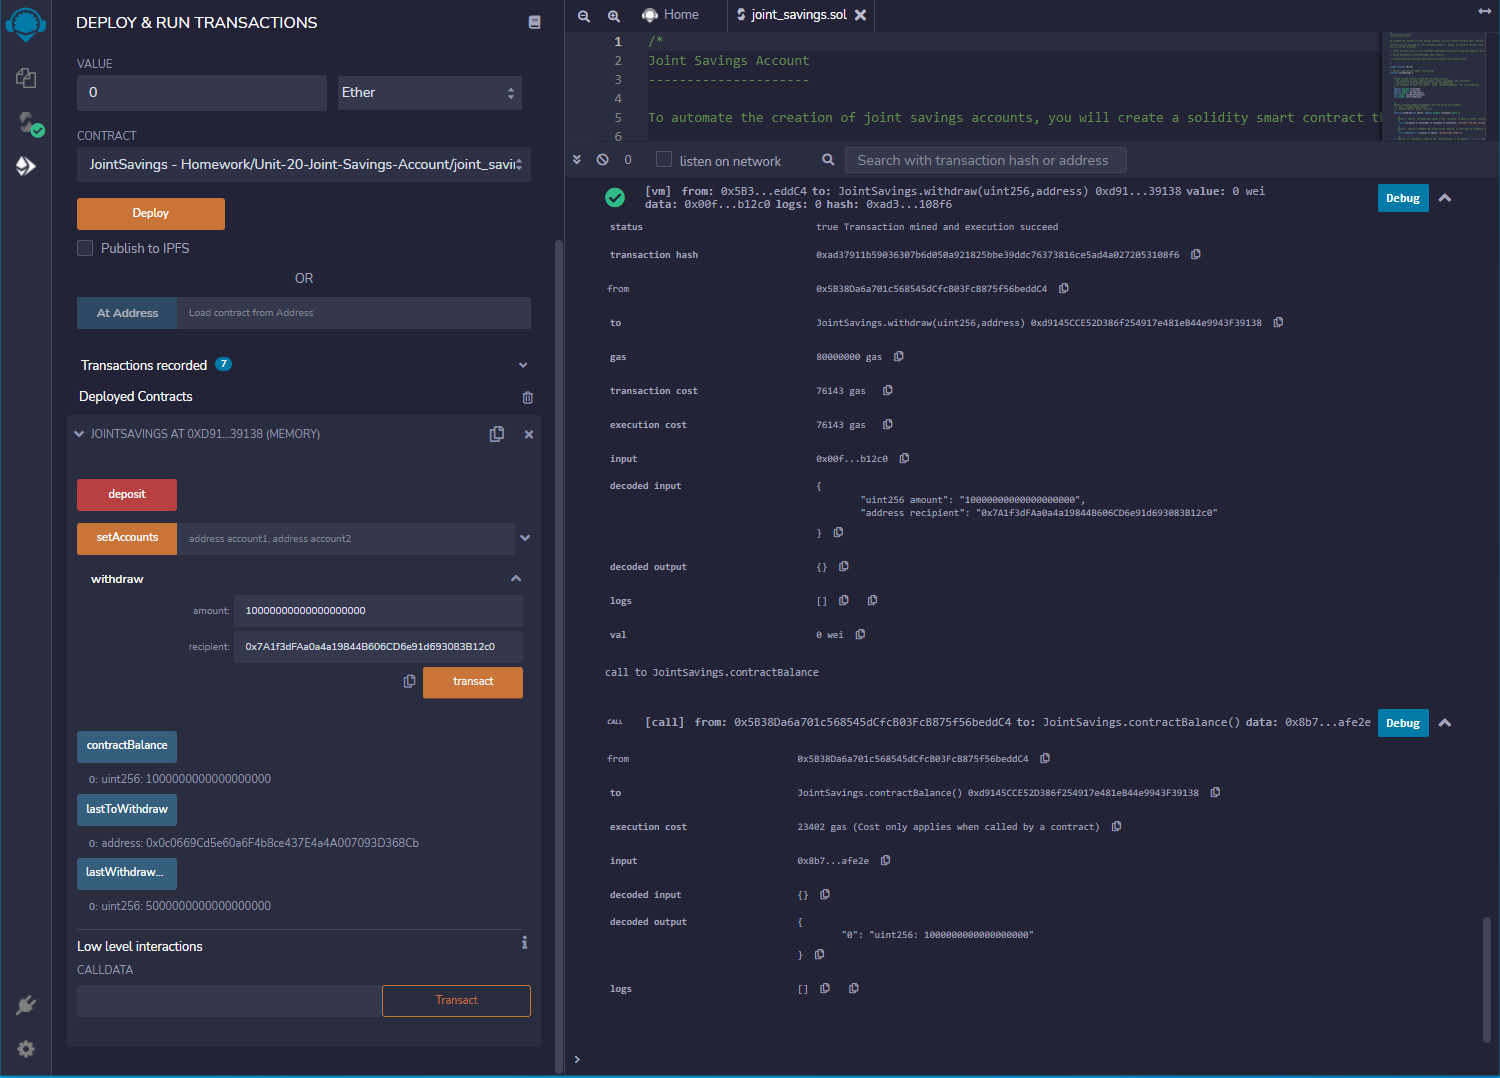 DEPLOY & RUN TRANSACTIONS
VALUE
0
Ether
CONTRACT
JointSavings - Homework/Unit-20-Joint-Savings-Account/joint_savin
Deploy
Publish to IPFS
OR
At Address
Load contract from Address
Transactions recorded 7
Deployed Contracts
JOINTSAVINGS AT 0XD91...39138 (MEMORY)
deposit
setAccounts
address account1, address account2
withdraw
amount:
10000000000000000000
recipient:
0x7A1f3dFAa0a4a19844B606CD6e91d693083B12c0
transact
contractBalance
0: uint256: 1000000000000000000
lastToWithdraw
0: address: 0x0c0669Cd5e60a6F4b8ce437E4a4A007093D368Cb
lastWithdraw...
0: uint256: 5000000000000000000
Low level interactions
CALLDATA
Transact
Home
joint_savings.sol
1 /*
2 Joint Savings Account
3 ---------------------
4
5 To automate the creation of joint savings accounts, you will create a solidity smart contract th
6
0
listen on network
Search with transaction hash or address
[vm] from: 0x5B3...eddC4 to: JointSavings.withdraw(uint256,address) 0xd91...39138 value: 0 wei
data: 0x00f...b12c0 logs: 0 hash: 0xad3...108f6
Debug
status true Transaction mined and execution succeed
transaction hash 0xad37911b59036307b6d050a921825bbe39ddc76373816ce5ad4a0272053108f6
from 0x5B38Da6a701c568545dCfcB03FcB875f56beddC4
to JointSavings.withdraw(uint256,address) 0xd9145CCE52D386f254917e481eB44e9943F39138
gas 80000000 gas
transaction cost 76143 gas
execution cost 76143 gas
input 0x00f...b12c0
decoded input {
"uint256 amount": "10000000000000000000",
"address recipient": "0x7A1f3dFAa0a4a19844B606CD6e91d693083B12c0"
}
decoded output {}
logs []
val 0 wei
call to JointSavings.contractBalance
CALL [call] from: 0x5B38Da6a701c568545dCfcB03FcB875f56beddC4 to: JointSavings.contractBalance() data: 0x8b7...afe2e
Debug
from 0x5B38Da6a701c568545dCfcB03FcB875f56beddC4
to JointSavings.contractBalance() 0xd9145CCE52D386f254917e481eB44e9943F39138
execution cost 23402 gas (Cost only applies when called by a contract)
input 0x8b7...afe2e
decoded input {}
decoded output {
"0": "uint256: 1000000000000000000"
}
logs []
>